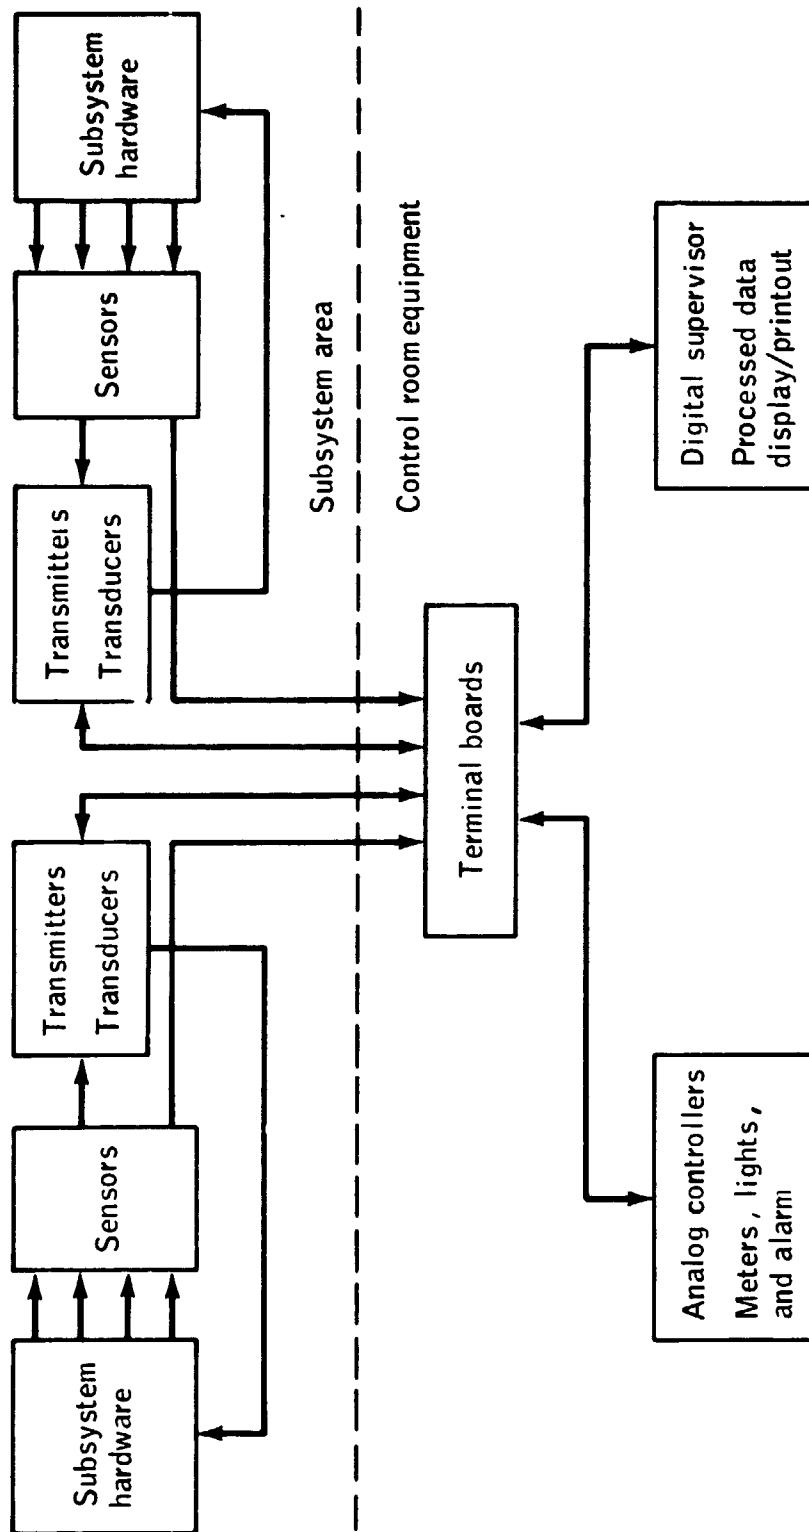 Subsystem
hardware
Sensors
Transmitters
Transducers
Transmitters
Transducers
Sensors
Subsystem
hardware
Subsystem area
Control room equipment
Terminal boards
Analog controllers
Meters, lights,
and alarm
Digital supervisor
Processed data
display/printout